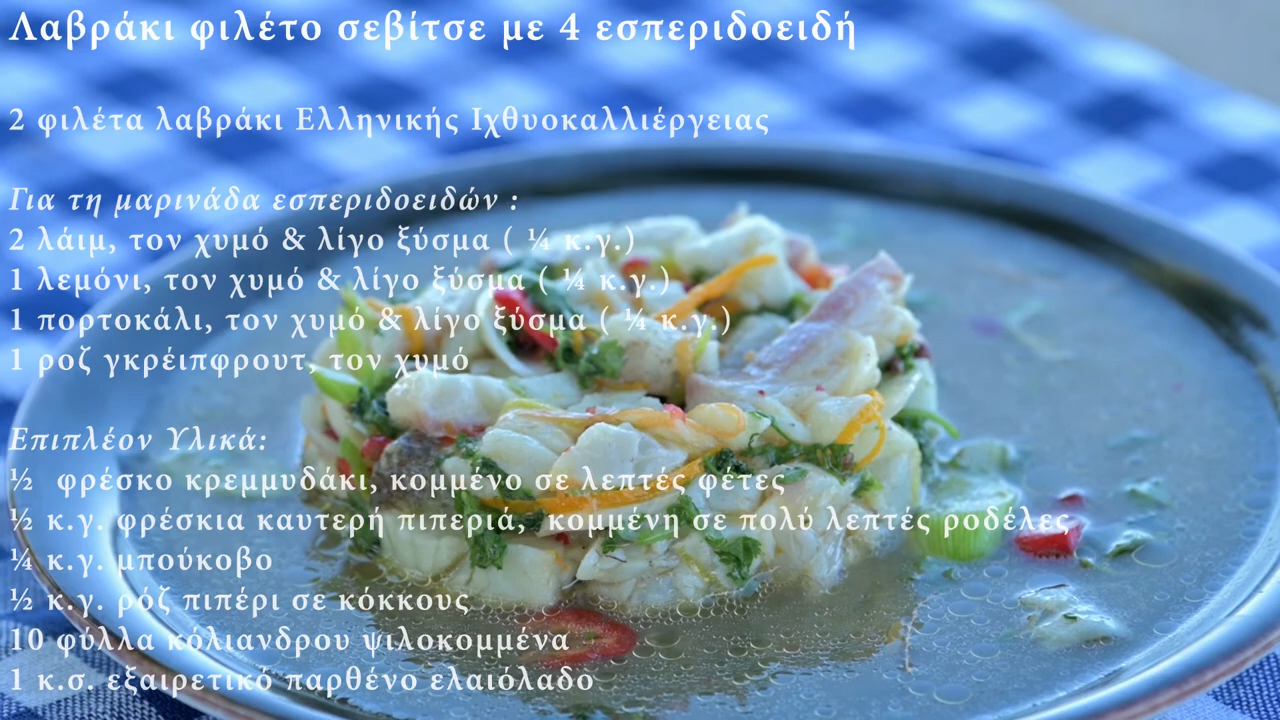 Λαβράκι φιλέτο σεβίτσε με 4 εσπεριδοειδή
2 φιλέτα λαβράκι Ελληνικής Ιχθυοκαλλιέργειας
Για τη μαρινάδα εσπεριδοειδών :
2 λάιμ, τον χυμό & λίγο ξύσμα ( ¼ κ.γ.)
1 λεμόνι, τον χυμό & λίγο ξύσμα ( ¼ κ.γ.)
1 πορτοκάλι, τον χυμό & λίγο ξύσμα ( ¼ κ.γ.)
1 ροζ γκρέιπφρουτ, τον χυμό
Επιπλέον Υλικά:
½  φρέσκο κρεμμυδάκι, κομμένο σε λεπτές φέτες
½ κ.γ. φρέσκια καυτερή πιπεριά,  κομμένη σε πολύ λεπτές ροδέλες
¼ κ.γ. μπούκοβο
½ κ.γ. ρόζ πιπέρι σε κόκκους
10 φύλλα κόλιανδρου ψιλοκομμένα
1 κ.σ. εξαιρετικό παρθένο ελαιόλαδο